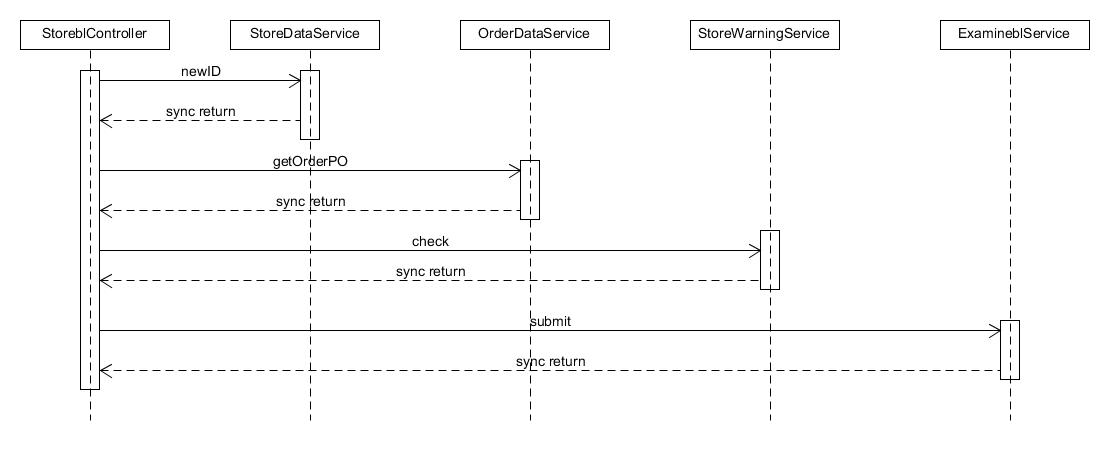 StoreblController
StoreDataService
OrderDataService
StoreWarningService
ExamineblService
newID
sync return
getOrderPO
sync return
check
sync return
submit
sync return